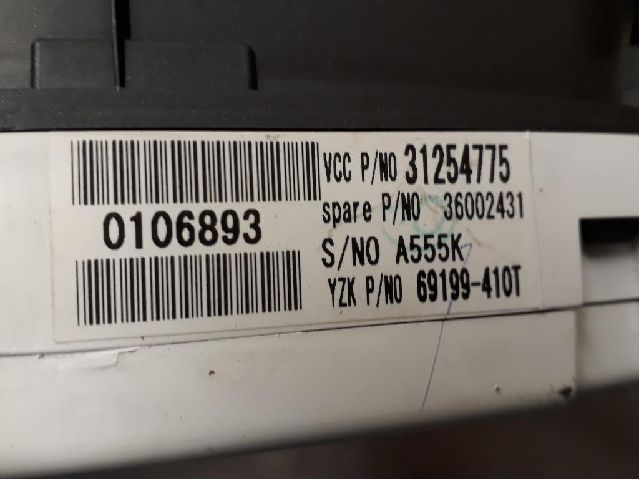 0106893
VCC P/NO 31254775
spare P/NO 36002431
S/NO A555K
YZK P/NO 69199-410T